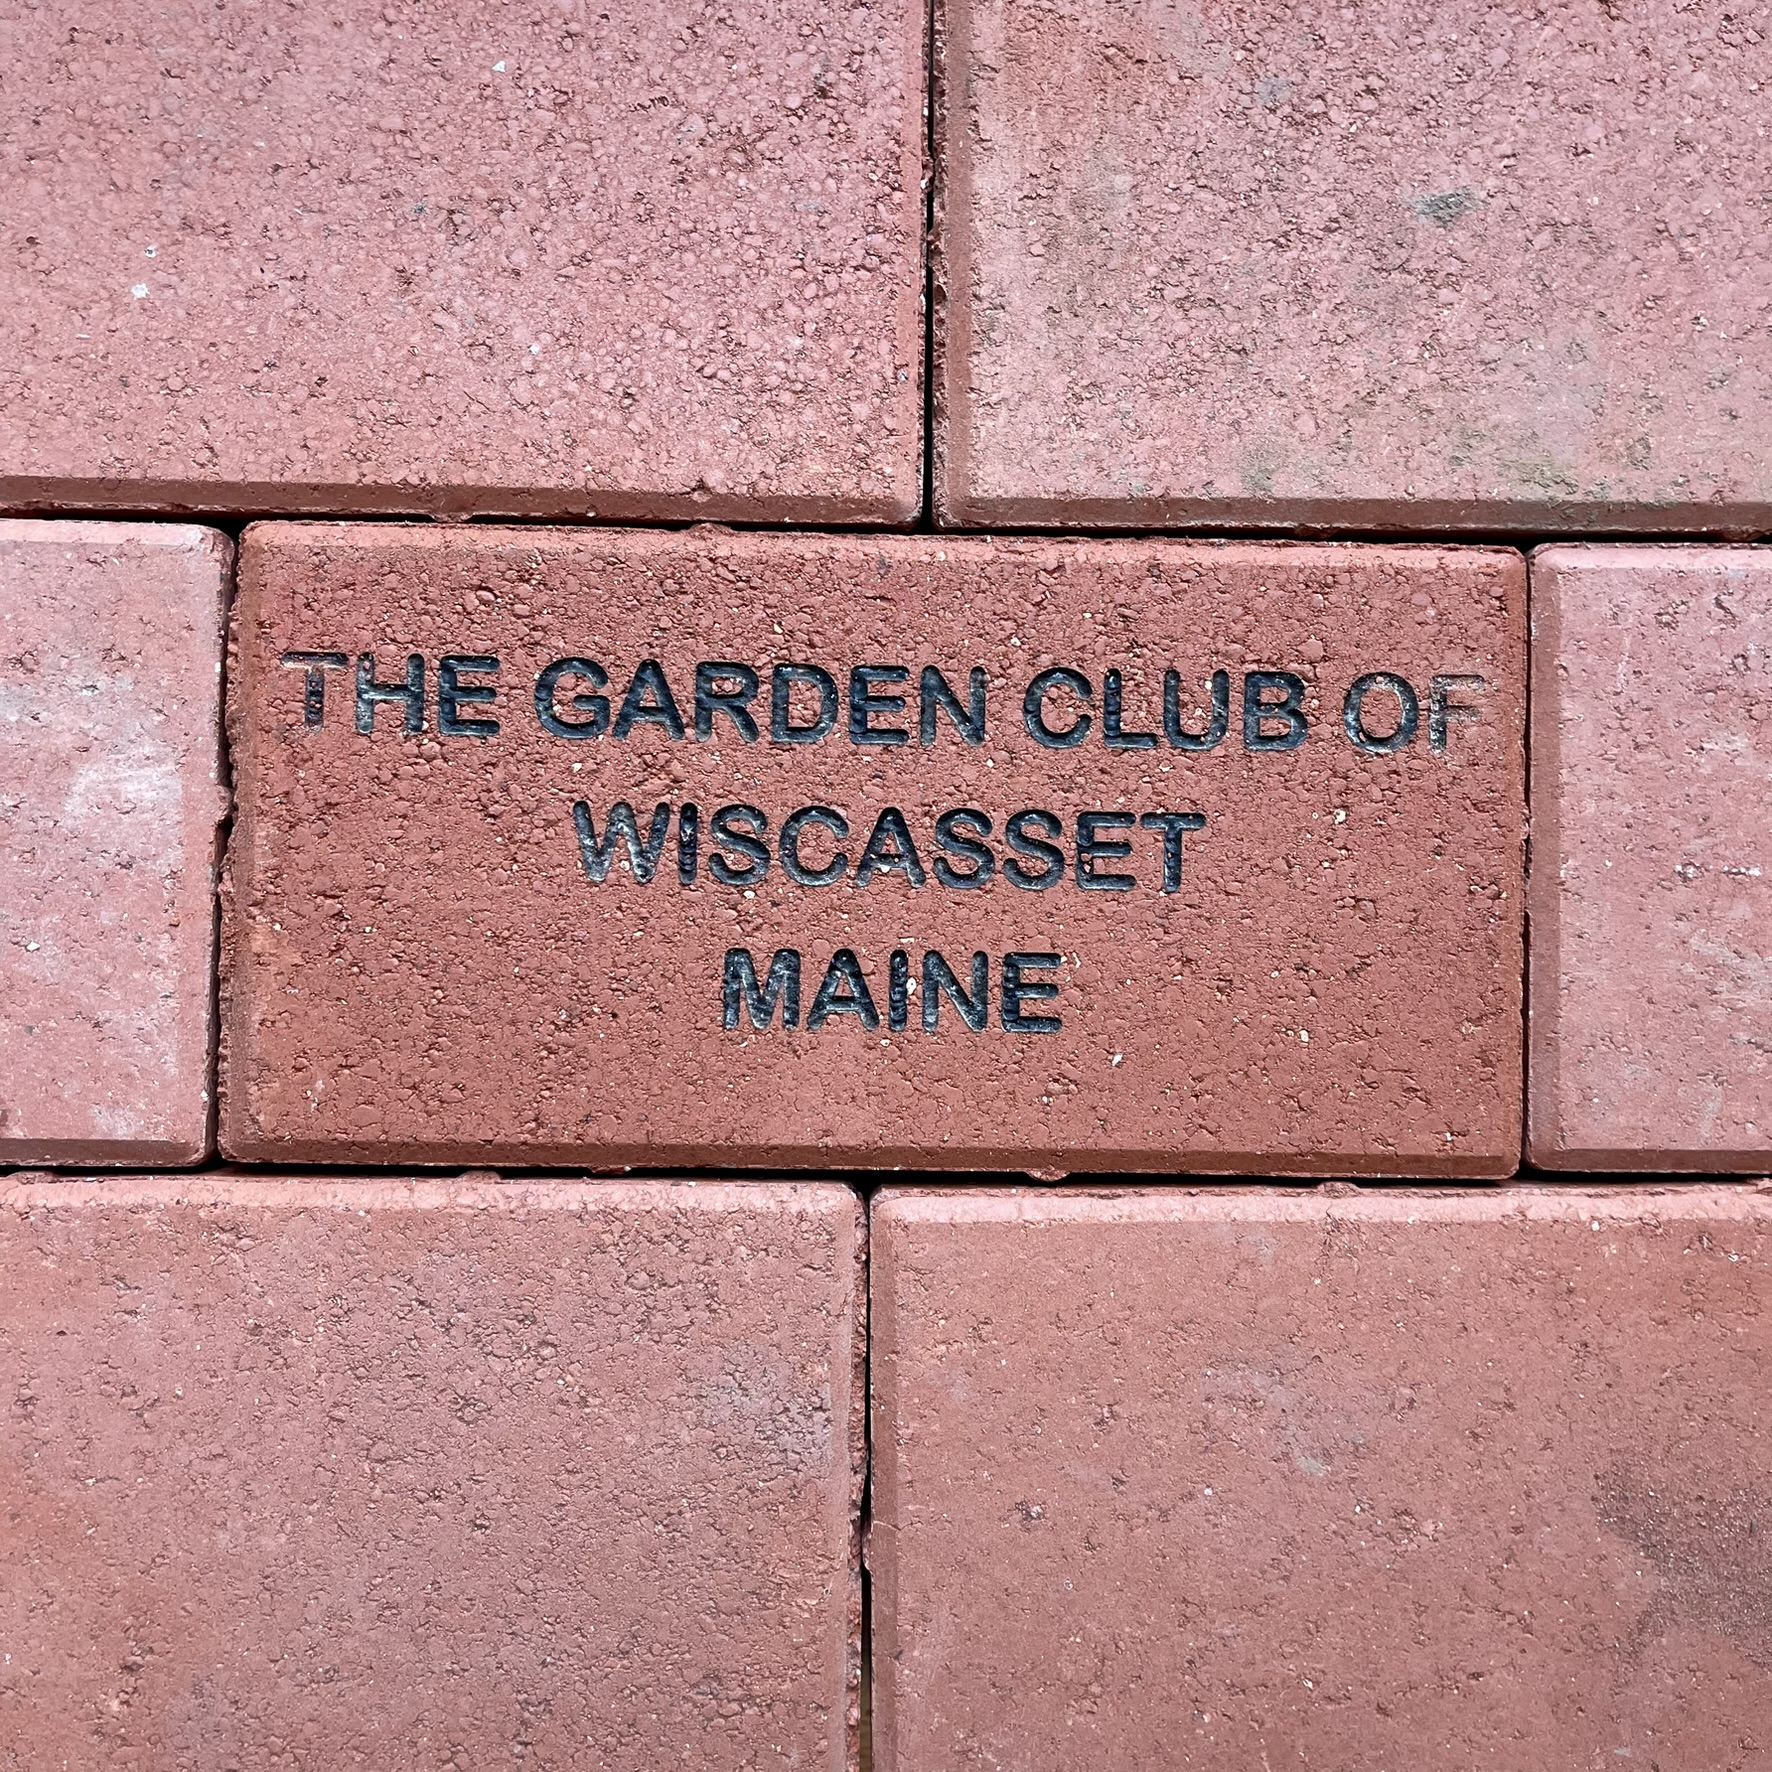 THE GARDEN CLUB OF
WISCASSET
MAINE